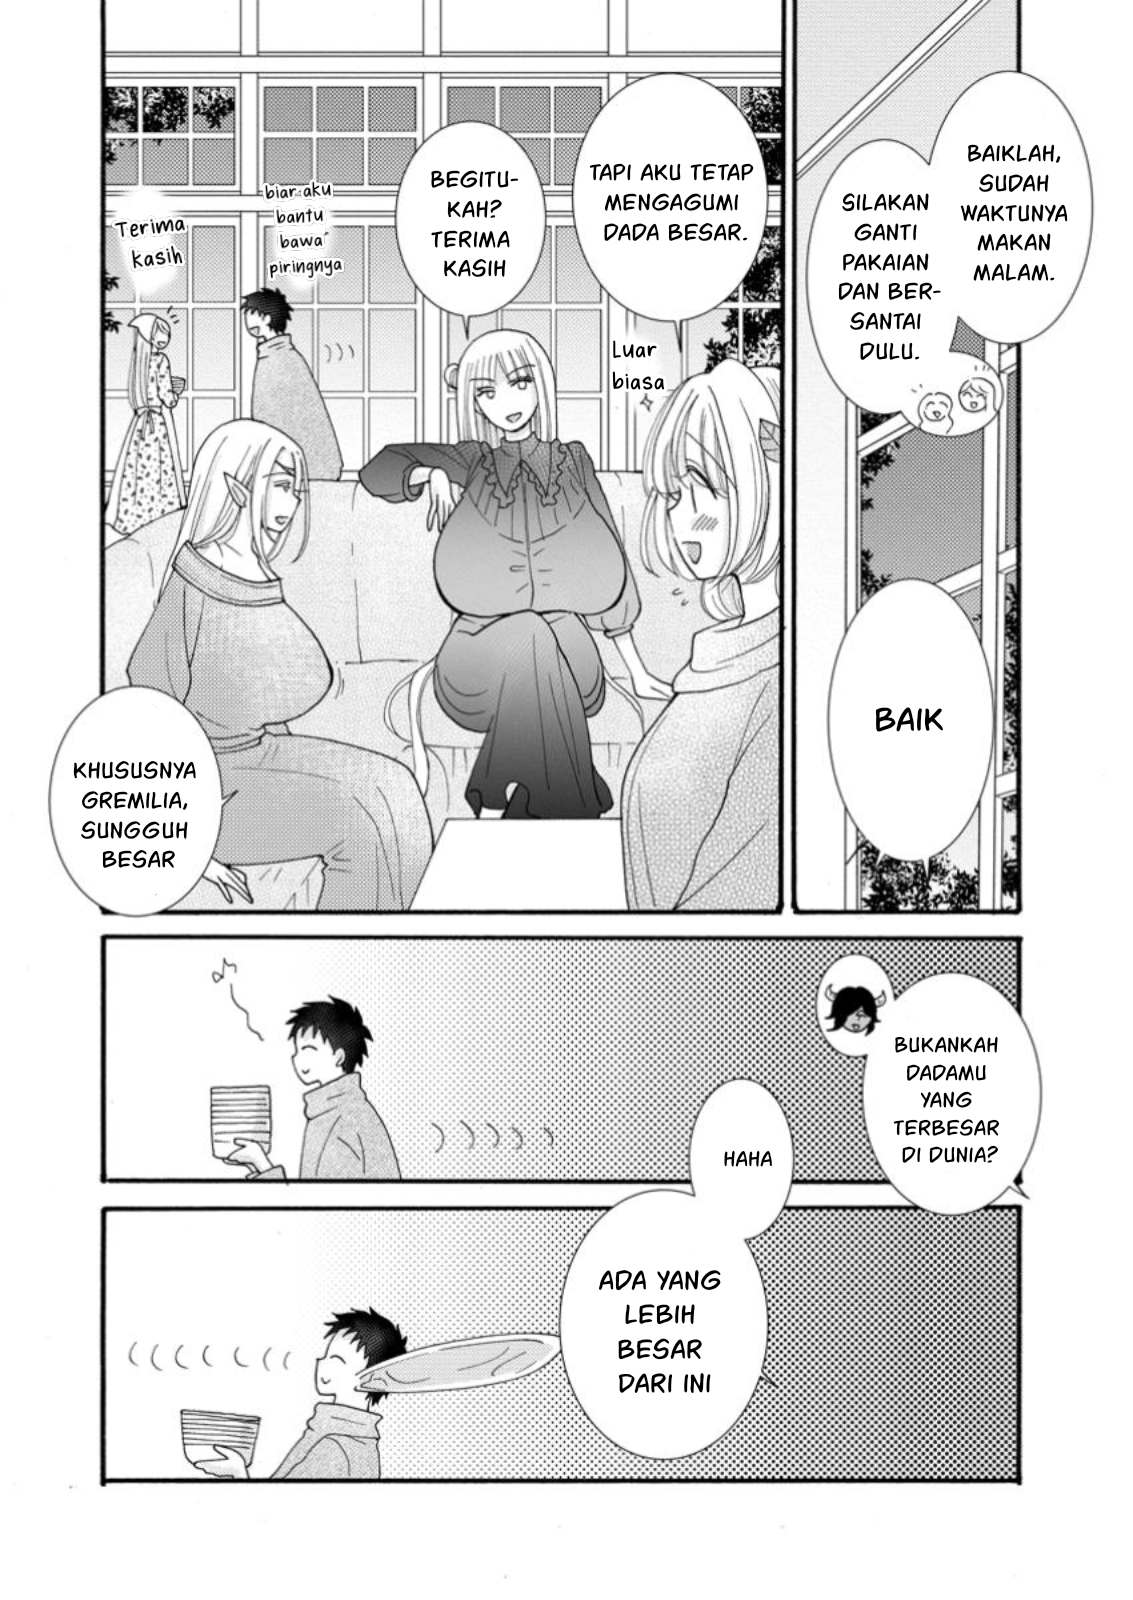 BAIKLAH,
SUDAH
WAKTUNYA
MAKAN
MALAM.
SILAKAN
GANTI
PAKAIAN
DAN BER-
SANTAI
DULU.
BAIK
TAPI AKU TETAP
MENGAGUMI
DADA BESAR.
Luar
biasa
BEGITU-
KAH?
TERIMA
KASIH
biar aku
bantu
bawa
piringnya
Terima
kasih
KHUSUSNYA
GREMILIA,
SUNGGUH
BESAR
BUKANKAH
DADAMU
YANG
TERBESAR
DI DUNIA?
HAHA
ADA YANG
LEBIH
BESAR
DARI INI